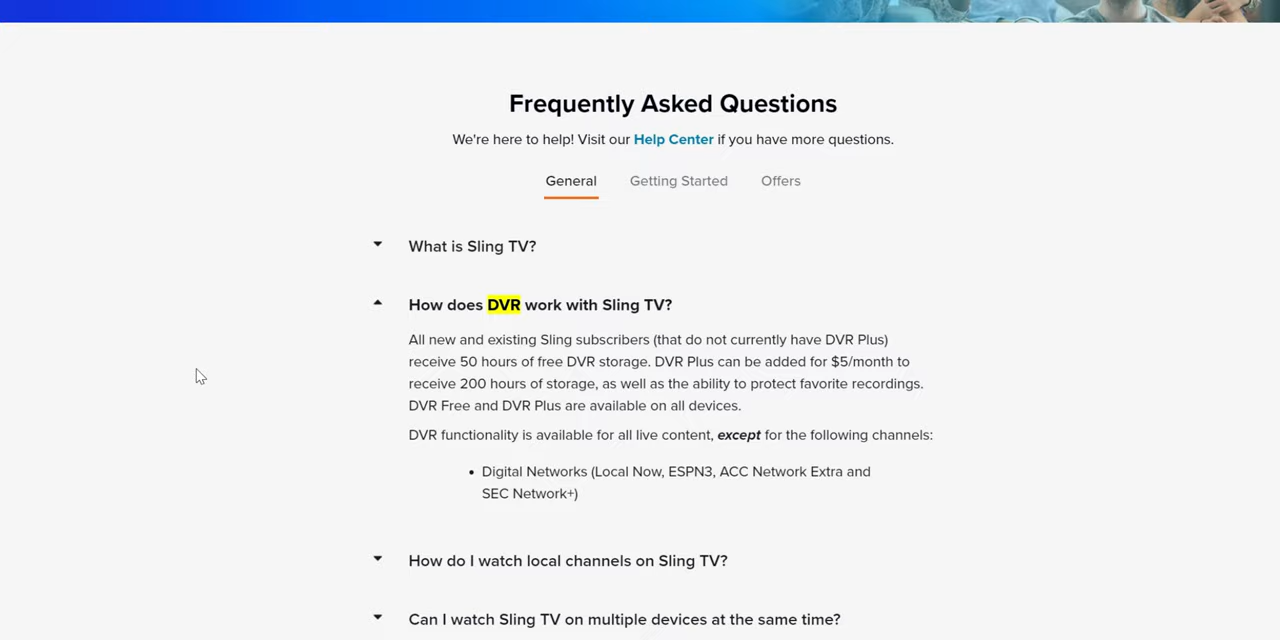 Frequently Asked Questions
We're here to help! Visit our Help Center if you have more questions.
General Getting Started Offers
What is Sling TV?
How does DVR work with Sling TV?
All new and existing Sling subscribers (that do not currently have DVR Plus)
receive 50 hours of free DVR storage. DVR Plus can be added for $5/month to
receive 200 hours of storage, as well as the ability to protect favorite recordings.
DVR Free and DVR Plus are available on all devices.
DVR functionality is available for all live content, except for the following channels:
• Digital Networks (Local Now, ESPN3, ACC Network Extra and
SEC Network+)
How do I watch local channels on Sling TV?
Can I watch Sling TV on multiple devices at the same time?